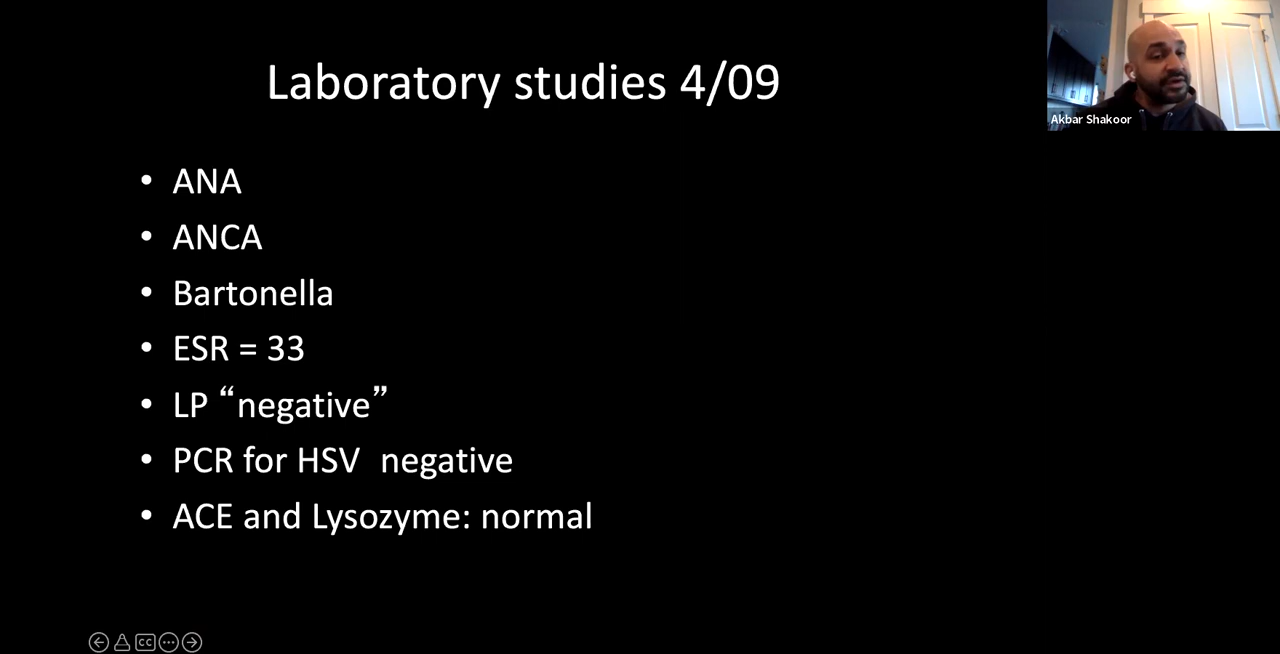 Laboratory studies 4/09
Akbar Shakoor
• ANA
• ANCA
• Bartonella
• ESR = 33
• LP “negative”
• PCR for HSV  negative
• ACE and Lysozyme: normal
CC